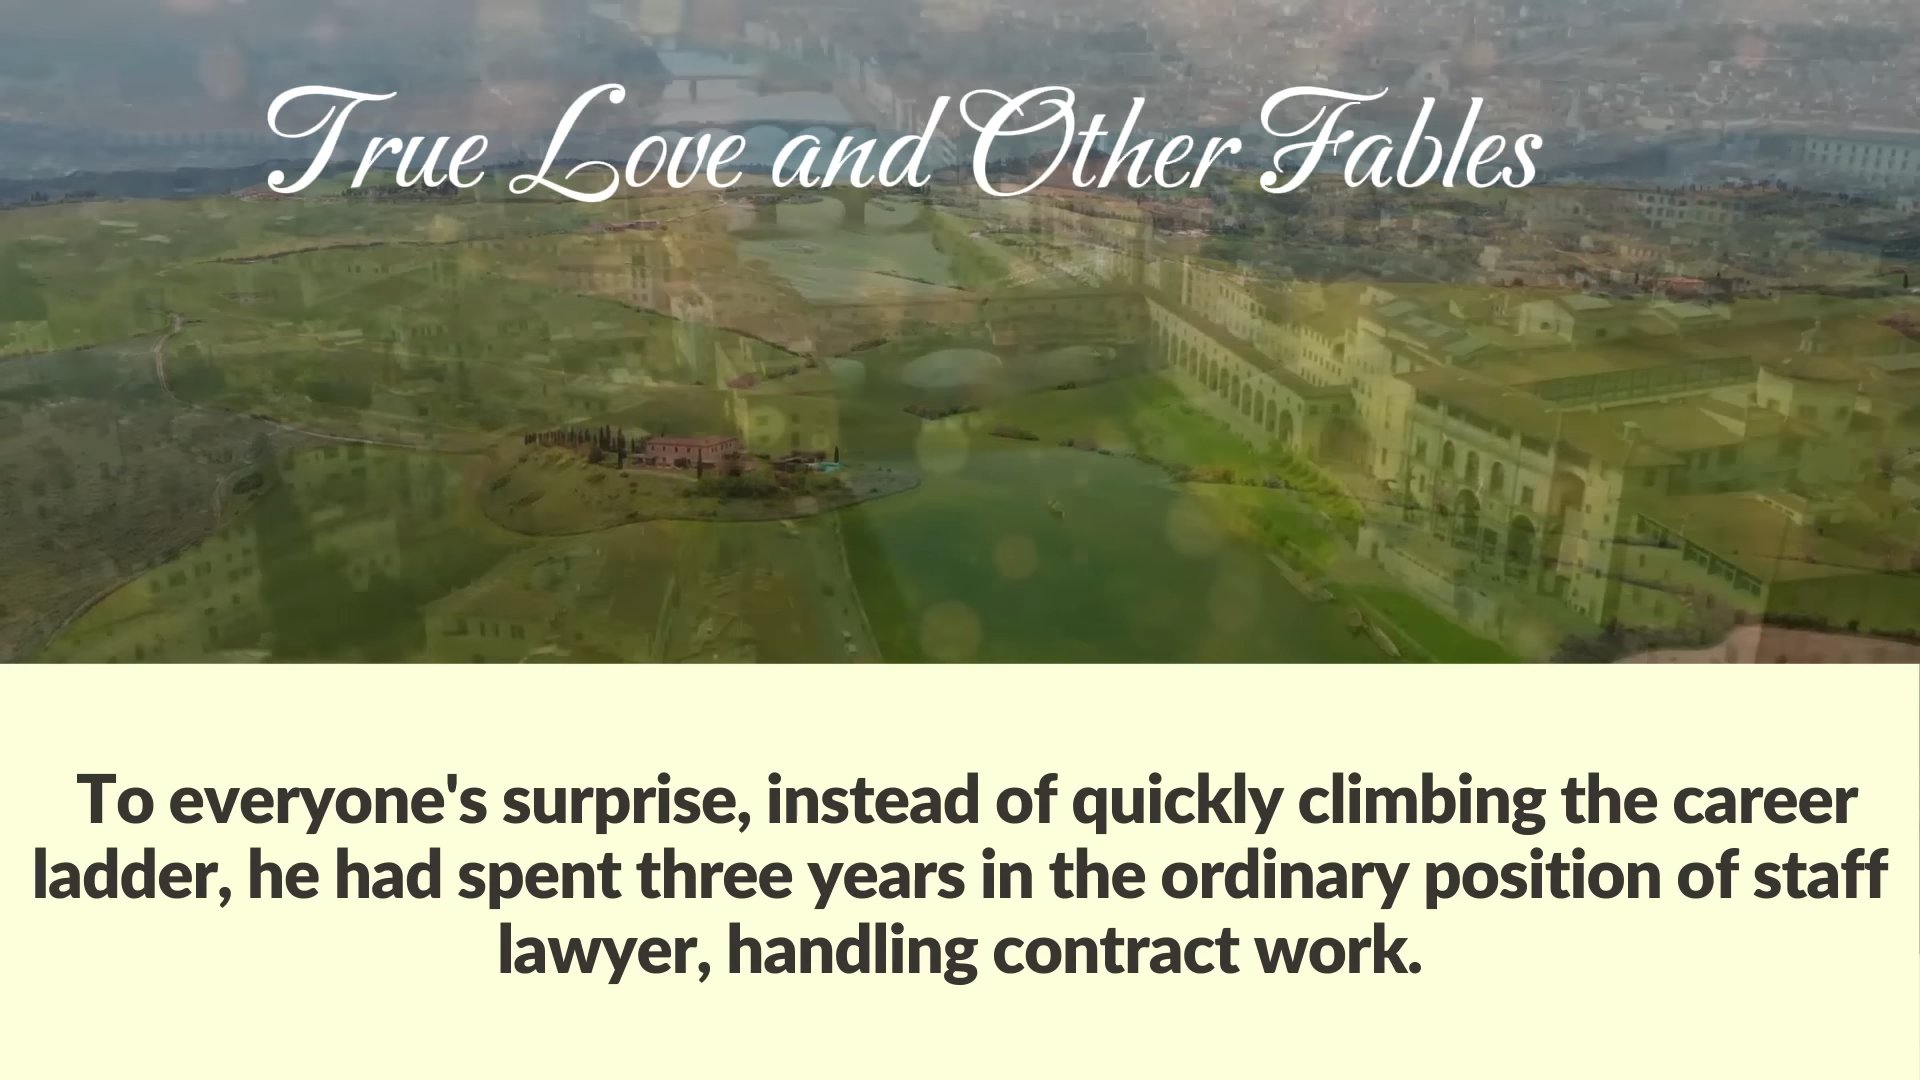 True Love and Other Fables
To everyone's surprise, instead of quickly climbing the career
ladder, he had spent three years in the ordinary position of staff
lawyer, handling contract work.